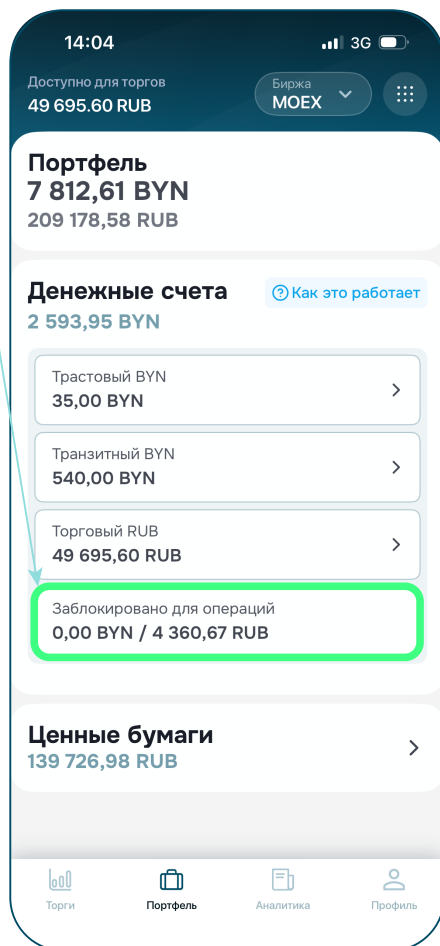 14:04
3G
Доступно для торгов
49 695.60 RUB
Биржа
MOEX
Портфель
7 812,61 BYN
209 178,58 RUB
Денежные счета
Как это работает
2 593,95 BYN
Трастовый BYN
35,00 BYN
Транзитный BYN
540,00 BYN
Торговый RUB
49 695,60 RUB
Заблокировано для операций
0,00 BYN / 4 360,67 RUB
Ценные бумаги
139 726,98 RUB
Торги
Портфель
Аналитика
Профиль